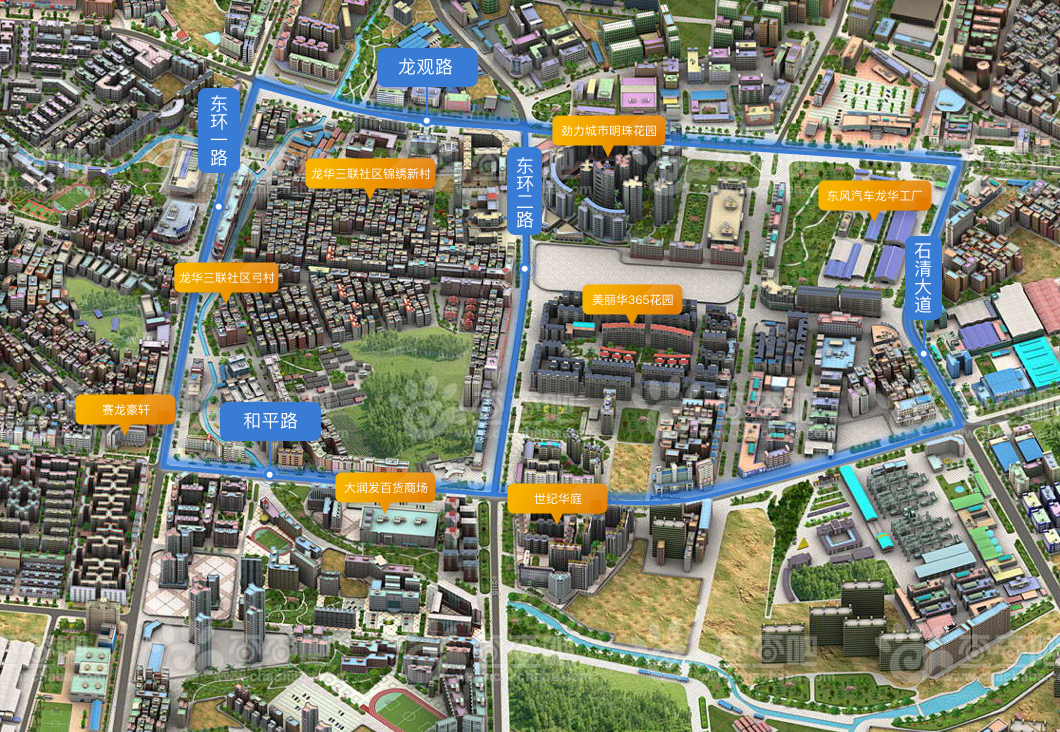 龙观路
东环一路
劲力城市明珠花园
东环二路
龙华三联社区锦绣新村
东风汽车龙华工厂
石清大道
龙华三联社区弓村
美丽华365花园
赛龙豪轩
和平路
大润发百货商场
世纪华庭